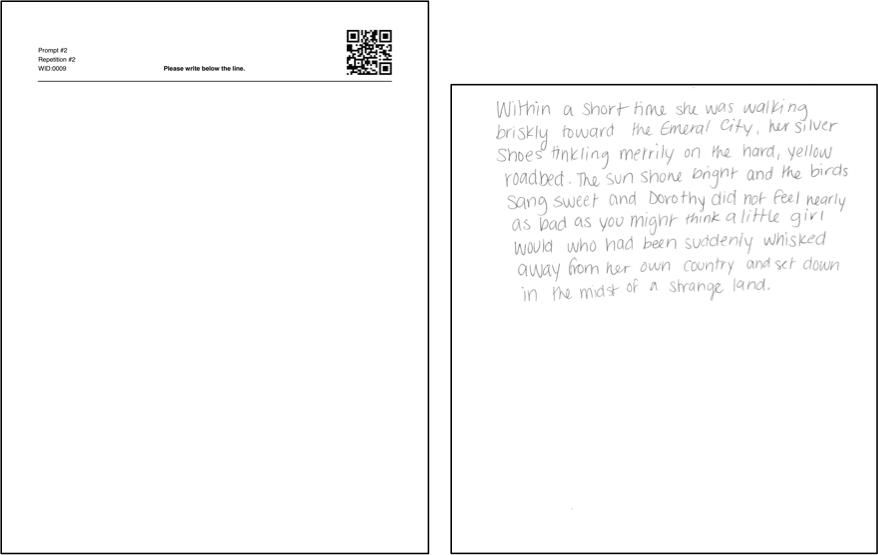 Prompt #2
Repetition #2
WID:0009
Please write below the line.
Within a short time she was walking
briskly toward the Emeral City, her silver
Shoes tinkling merrily on the hard, yellow
roadbed. The sun shone bright and the birds
sang sweet and Dorothy did not feel nearly
as bad as you might think a little girl
would who had been suddenly whisked
away from her own country and set down
in the midst of a strange land.